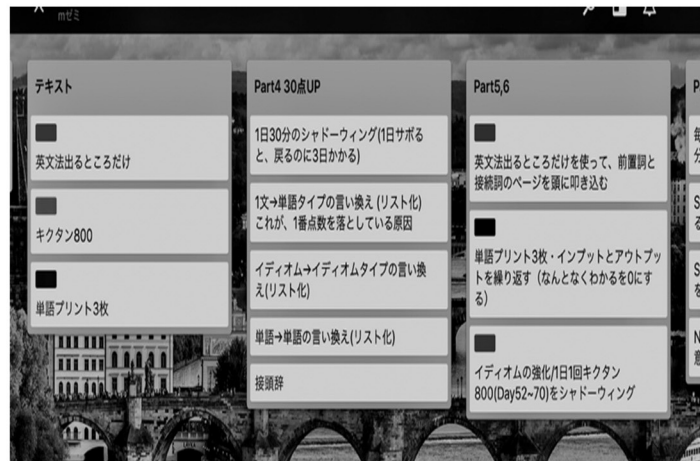 mゼミ
テキスト
英文法出るところだけ
キクタン800
単語プリント3枚
Part4 30点UP
1日30分のシャドーウィング(1日サボる
と、戻るのに3日かかる)
1文→単語タイプの言い換え (リスト化)
これが、1番点数を落としている原因
イディオム→イディオムタイプの言い換
え(リスト化)
単語→単語の言い換え(リスト化)
接頭辞
Part5,6
英文法出るところだけを使って、前置詞と
接続詞のページを頭に叩き込む
単語プリント3枚・インプットとアウトプッ
トを繰り返す（なんとなくわかるを0にす
る）
イディオムの強化/1日1回キクタン
800(Day52~70)をシャドーウィング